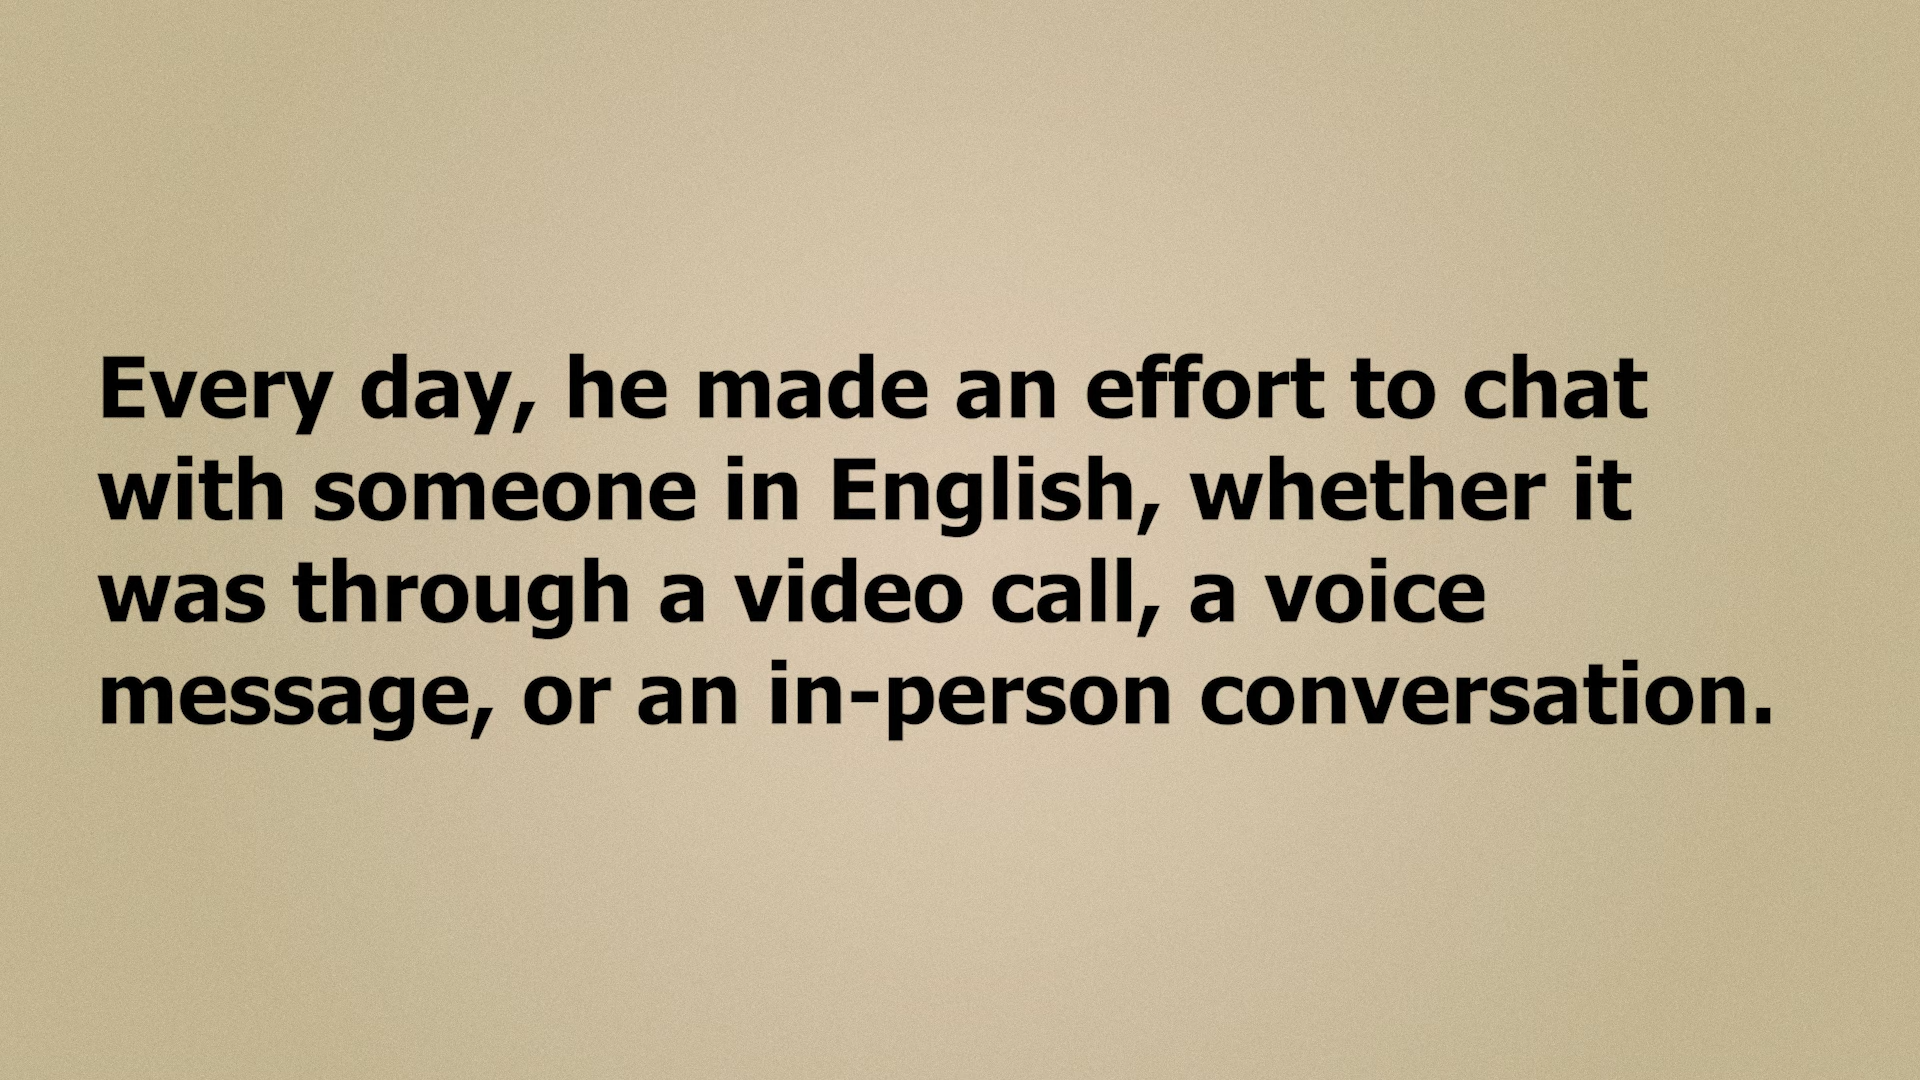 Every day, he made an effort to chat
with someone in English, whether it
was through a video call, a voice
message, or an in-person conversation.